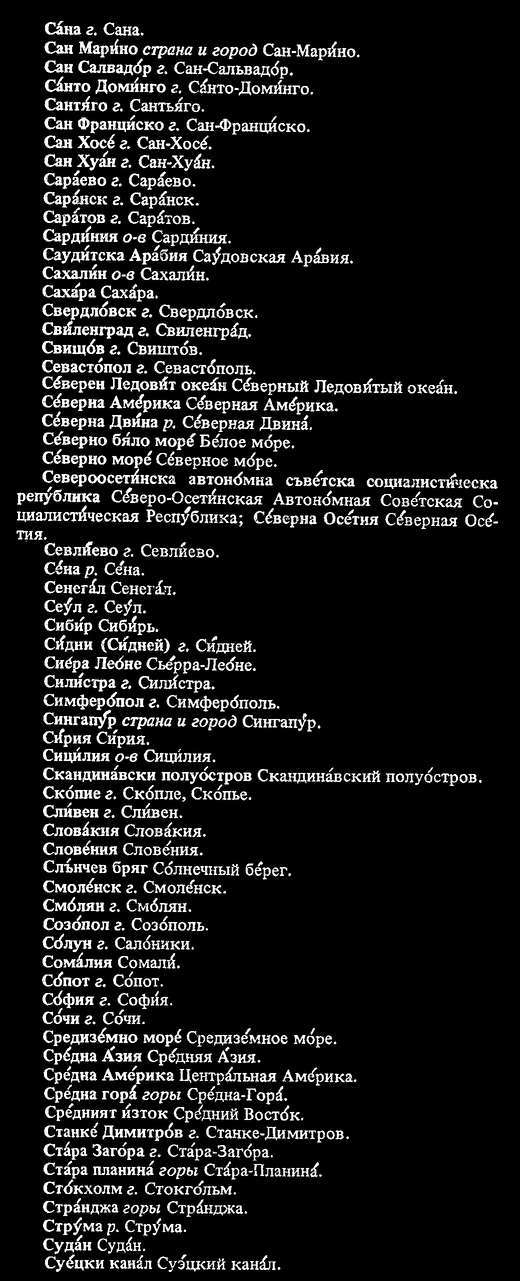 Са́на г. Сана.
Сан Мари́но страна и город Сан-Мари́но.
Сан Салвадо́р г. Сан-Сальвадо́р.
Са́нто Доми́нго г. Са́нто-Доми́нго.
Сантя́го г. Сантья́го.
Сан Франци́ско г. Сан-Франци́ско.
Сан Хосе́ г. Сан-Хосе́.
Сан Хуа́н г. Сан-Хуа́н.
Сара́ево г. Сара́ево.
Сара́нск г. Сара́нск.
Сара́тов г. Сара́тов.
Сарди́ния о-в Сарди́ния.
Сауди́тска Ара́бия Сау́довская Ара́вия.
Сахали́н о-в Сахали́н.
Саха́ра Саха́ра.
Свердло́вск г. Свердло́вск.
Сви́ленград г. Свиленгра́д.
Свищо́в г. Свишто́в.
Севасто́пол г. Севасто́поль.
Се́верен Ледови́т океа́н Се́верный Ледови́тый океа́н.
Се́верна Аме́рика Се́верная Аме́рика.
Се́верна Двина́ р. Се́верная Двина́.
Се́верно бя́ло море́ Бе́лое мо́ре.
Се́верно море́ Се́верное мо́ре.
Североосети́нска автоно́мна съве́тска социалисти́ческа
репу́блика Се́веро-Осети́нская Автоно́мная Сове́тская Со-
циалисти́ческая Респу́блика; Се́верна Осе́тия Се́верная Осе́-
тия.
Севли́ево г. Севли́ево.
Се́на р. Се́на.
Сенега́л Сенега́л.
Сеу́л г. Сеу́л.
Сиби́р Сиби́рь.
Си́дни (Си́дней) г. Си́дней.
Сие́ра Лео́не Сье́рра-Лео́не.
Сили́стра г. Сили́стра.
Симферо́пол г. Симферо́поль.
Сингапу́р страна и город Сингапу́р.
Си́рия Си́рия.
Сици́лия о-в Сици́лия.
Скандина́вски полуо́стров Скандина́вский полуо́стров.
Ско́пие г. Ско́пле, Ско́пье.
Сли́вен г. Сли́вен.
Слова́кия Слова́кия.
Слове́ния Слове́ния.
Слъ́нчев бряг Со́лнечный бе́рег.
Смоле́нск г. Смоле́нск.
Смо́лян г. Смо́лян.
Созо́пол г. Созо́поль.
Со́лун г. Сало́ники.
Сома́лия Сомали́.
Со́пот г. Со́пот.
Со́фия г. Софи́я.
Со́чи г. Со́чи.
Средизе́мно море́ Средизе́мное мо́ре.
Сре́дна А́зия Сре́дняя А́зия.
Сре́дна Аме́рика Центра́льная Аме́рика.
Сре́дна гора́ горы Сре́дна-Гора́.
Сре́дният и́зток Сре́дний Восто́к.
Станке́ Димитро́в г. Станке-Димитров.
Ста́ра Заго́ра г. Ста́ра-Заго́ра.
Ста́ра планина́ горы Ста́ра-Планина́.
Сто́кхолм г. Стокго́льм.
Стра́нджа горы Стра́нджа.
Стру́ма р. Стру́ма.
Суда́н Суда́н.
Суе́цки кана́л Суэ́цкий кана́л.